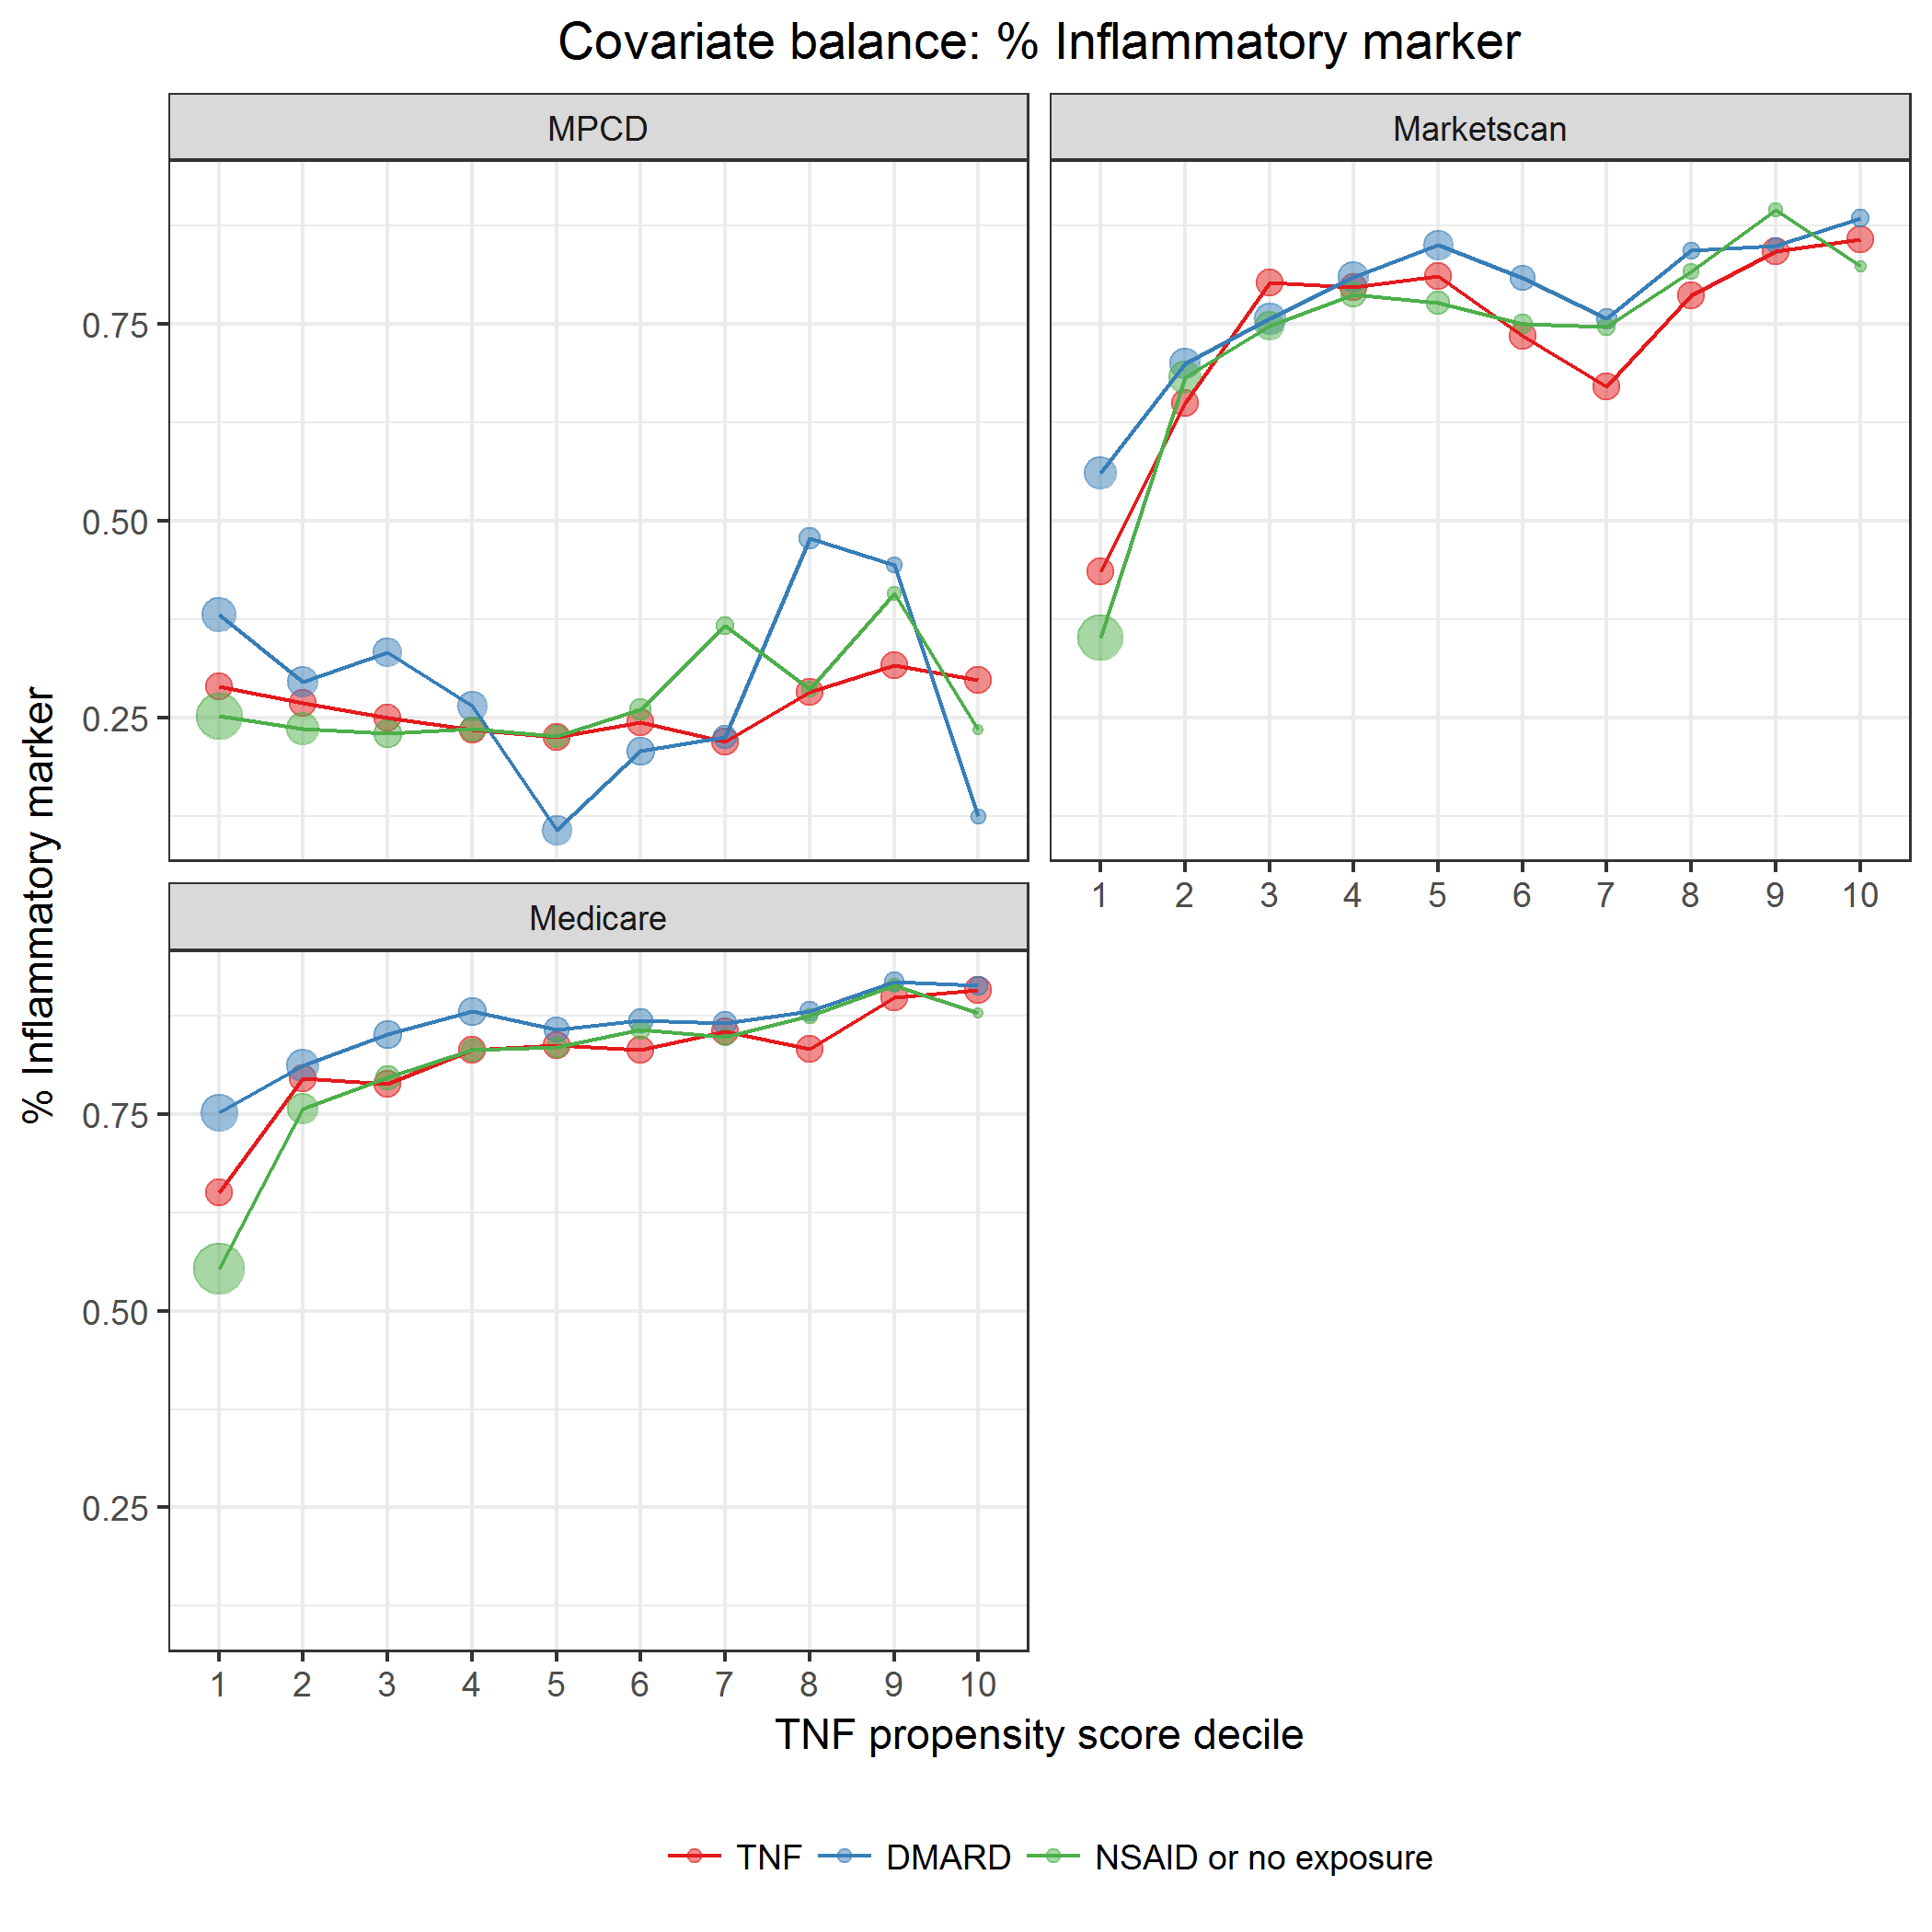 Covariate balance: % Inflammatory marker
MPCD
Marketscan
0.75
0.50
0.25
1 2 3 4 5 6 7 8 9 10
Medicare
0.75
0.50
0.25
1 2 3 4 5 6 7 8 9 10
% Inflammatory marker
TNF propensity score decile
TNF DMARD NSAID or no exposure